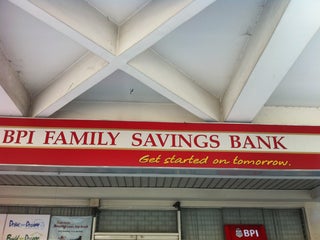 BPI FAMILY SAVINGS BANK
Get started on tomorrow.
BPI